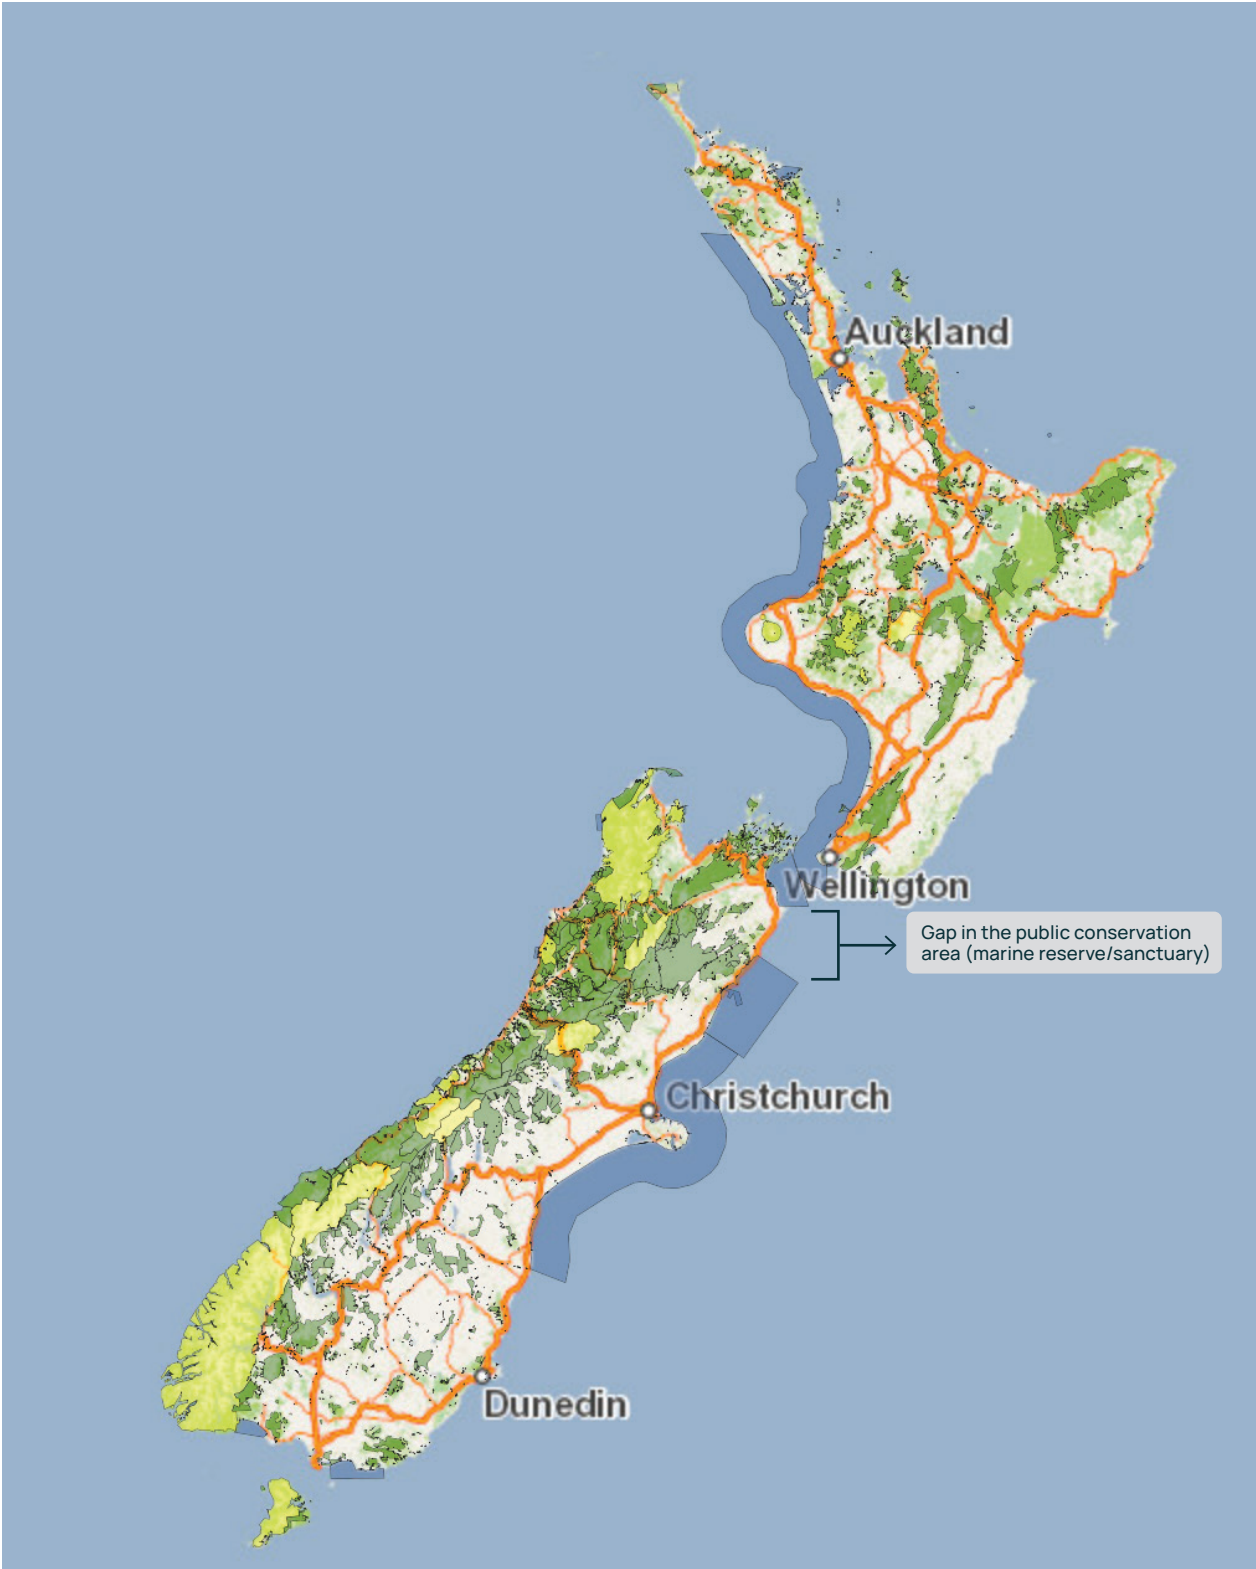 Auckland
Wellington
Gap in the public conservation
area (marine reserve/sanctuary)
Christchurch
Dunedin